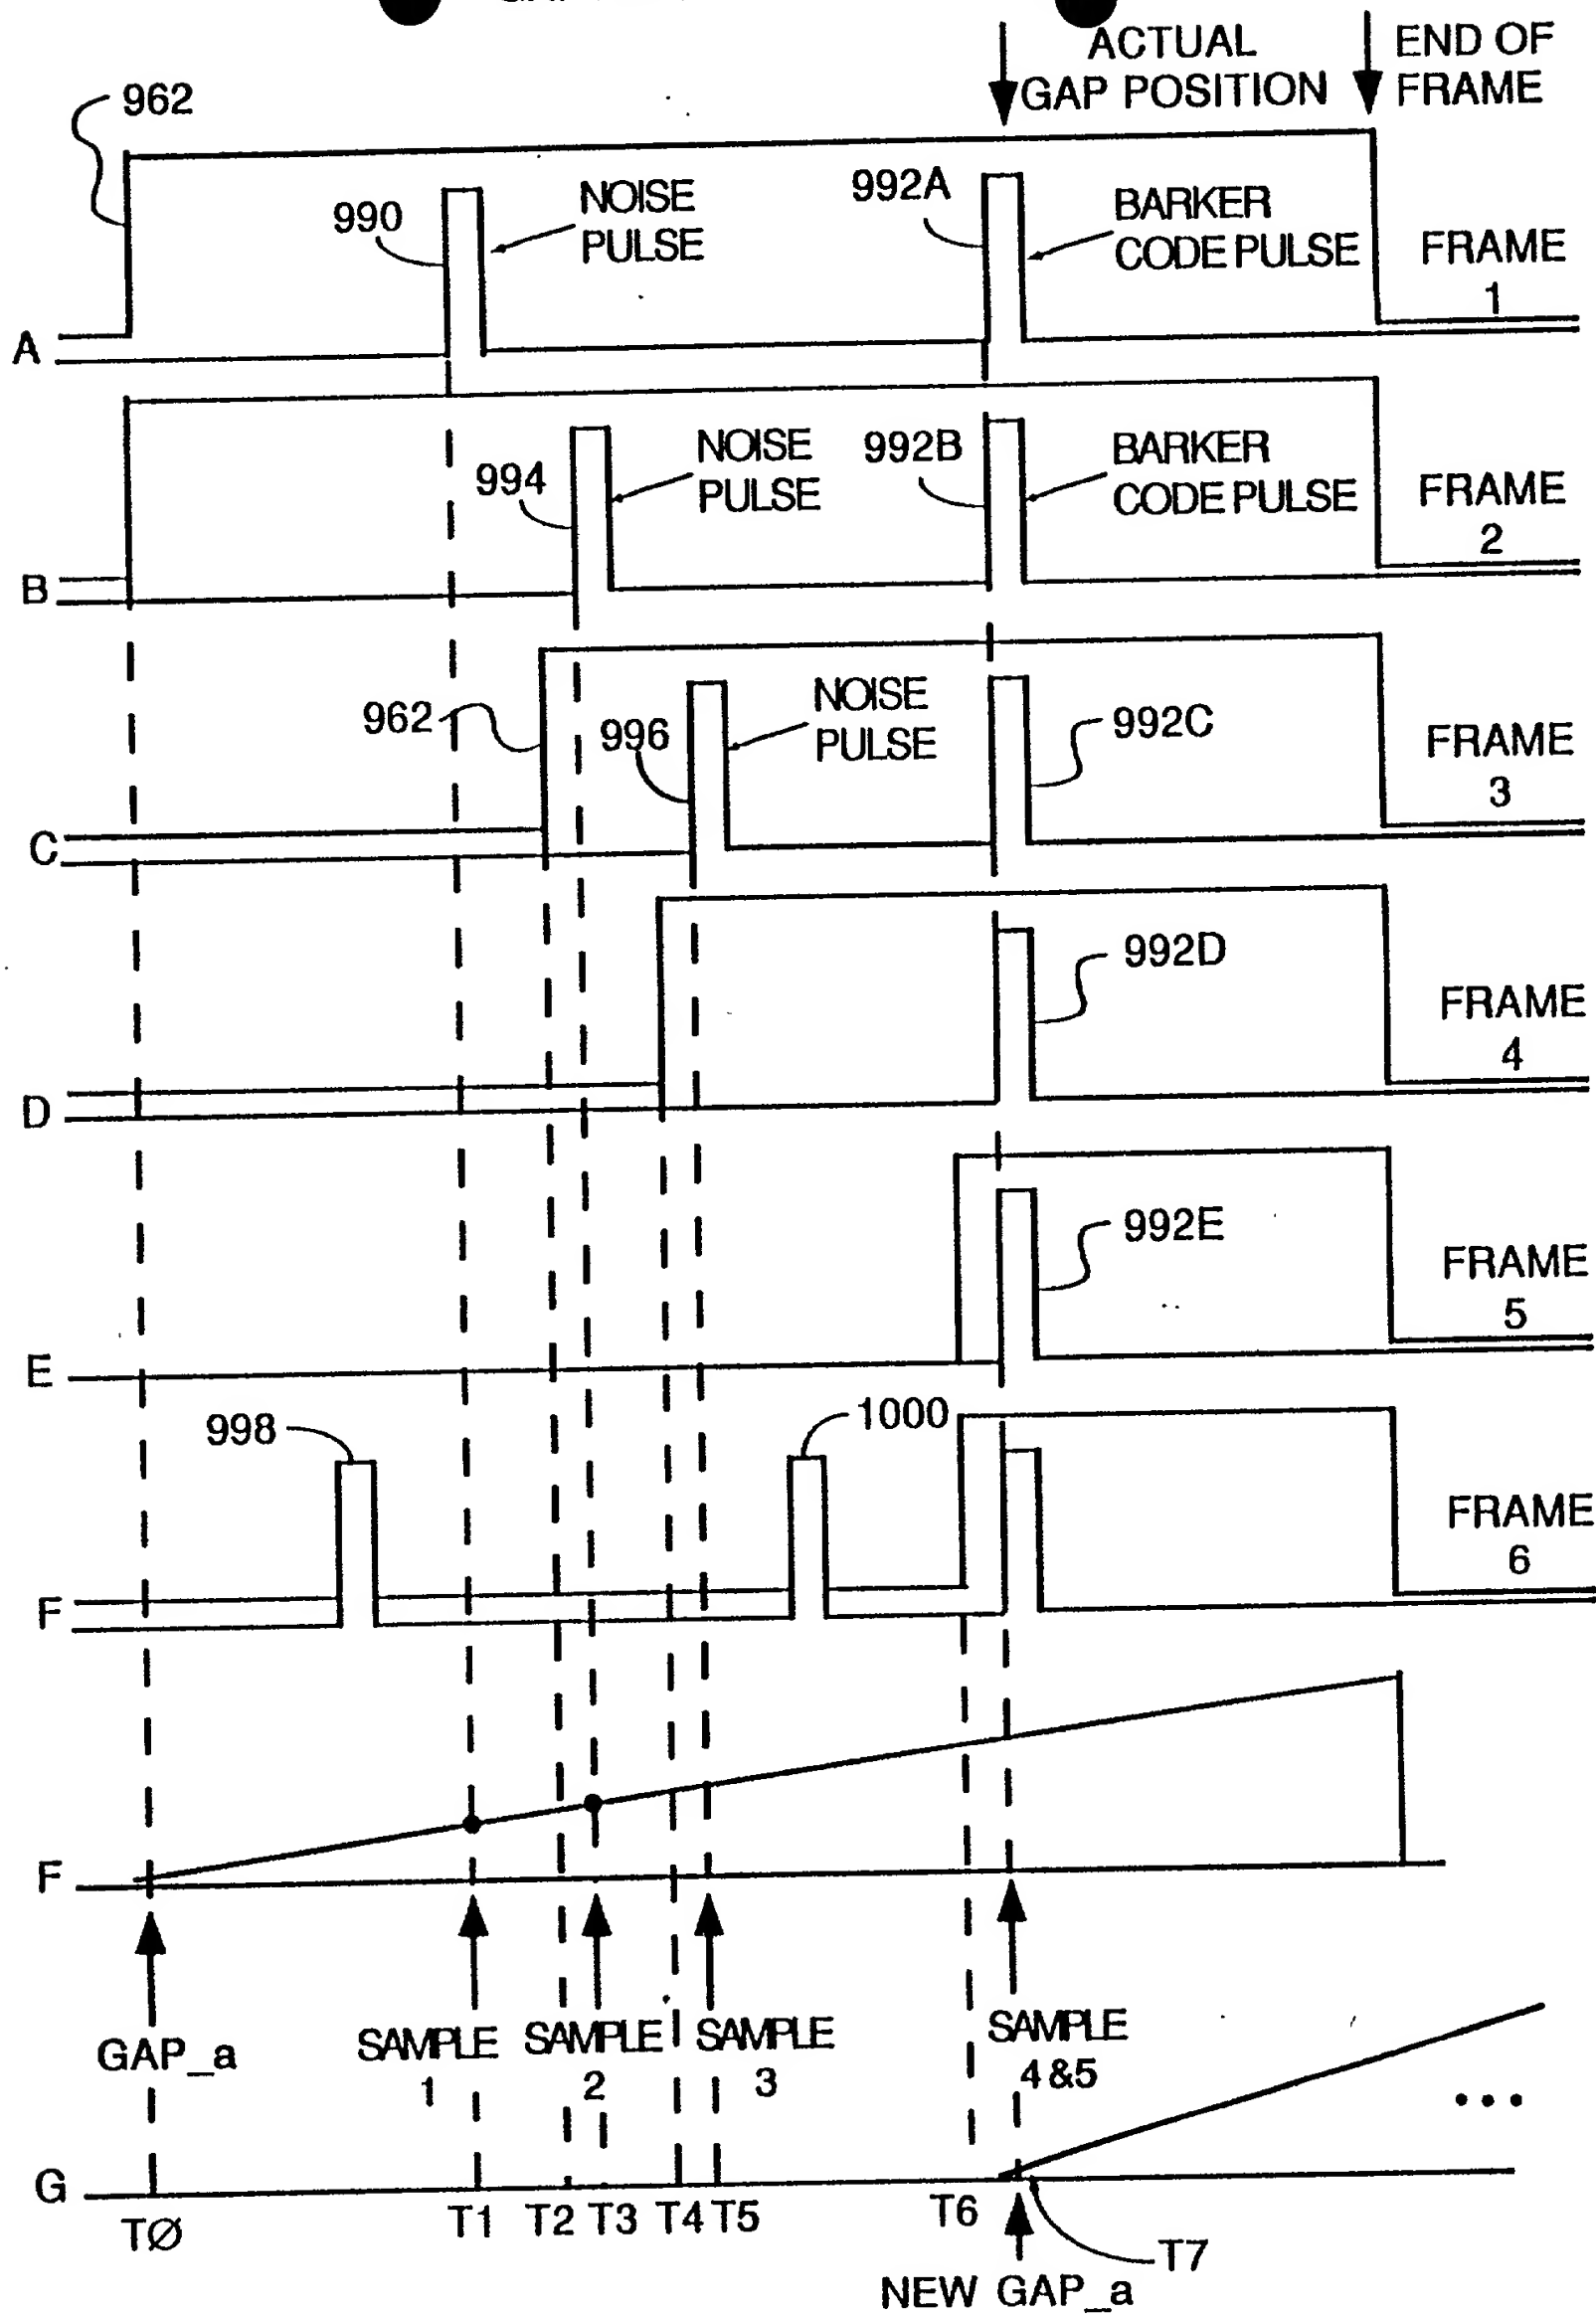 ACTUAL
GAP POSITION
END OF
FRAME
962
990
NOISE
PULSE
992A
BARKER
CODE PULSE
FRAME
1
A
994
NOISE
PULSE
992B
BARKER
CODE PULSE
FRAME
2
B
962
996
NOISE
PULSE
992C
FRAME
3
C
992D
FRAME
4
D
992E
FRAME
5
E
998
1000
FRAME
6
F
F
GAP_a
SAMPLE
1
SAMPLE
2
SAMPLE
3
SAMPLE
4 &5
...
G
TØ
T1
T2
T3
T4
T5
T6
T7
NEW GAP_a